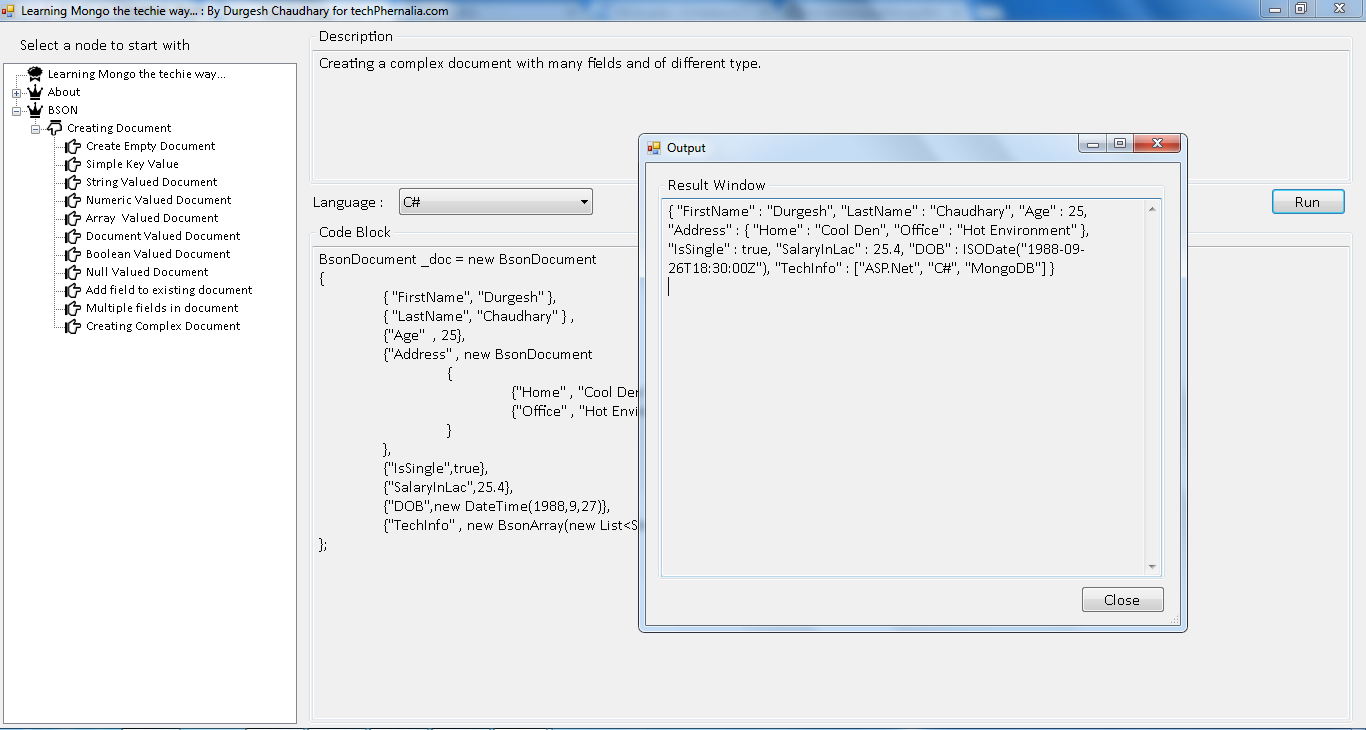 Learning Mongo the techie way... : By Durgesh Chaudhary for techPhernalia.com
Select a node to start with
Learning Mongo the techie way...
About
BSON
Creating Document
Create Empty Document
Simple Key Value
String Valued Document
Numeric Valued Document
Array  Valued Document
Document Valued Document
Boolean Valued Document
Null Valued Document
Add field to existing document
Multiple fields in document
Creating Complex Document
Description
Creating a complex document with many fields and of different type.
Language :
C#
Run
Code Block
BsonDocument _doc = new BsonDocument
{
{ "FirstName", "Durgesh" },
{ "LastName", "Chaudhary" } ,
{"Age"  , 25},
{"Address" , new BsonDocument
{
{"Home" , "Cool Den
{"Office" , "Hot Envi
}
},
{"IsSingle",true},
{"SalaryInLac",25.4},
{"DOB",new DateTime(1988,9,27)},
{"TechInfo" , new BsonArray(new List<S
};
Output
Result Window
{ "FirstName" : "Durgesh", "LastName" : "Chaudhary", "Age" : 25,
"Address" : { "Home" : "Cool Den", "Office" : "Hot Environment" },
"IsSingle" : true, "SalaryInLac" : 25.4, "DOB" : ISODate("1988-09-
26T18:30:00Z"), "TechInfo" : ["ASP.Net", "C#", "MongoDB"] }
Close